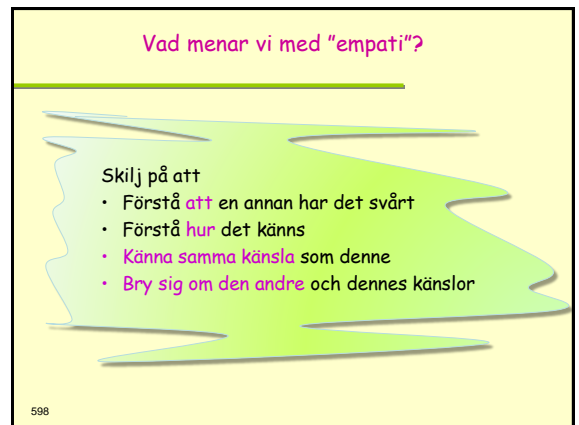 Vad menar vi med ”empati”?
Skilj på att
• Förstå att en annan har det svårt
• Förstå hur det känns
• Känna samma känsla som denne
• Bry sig om den andre och dennes känslor
598